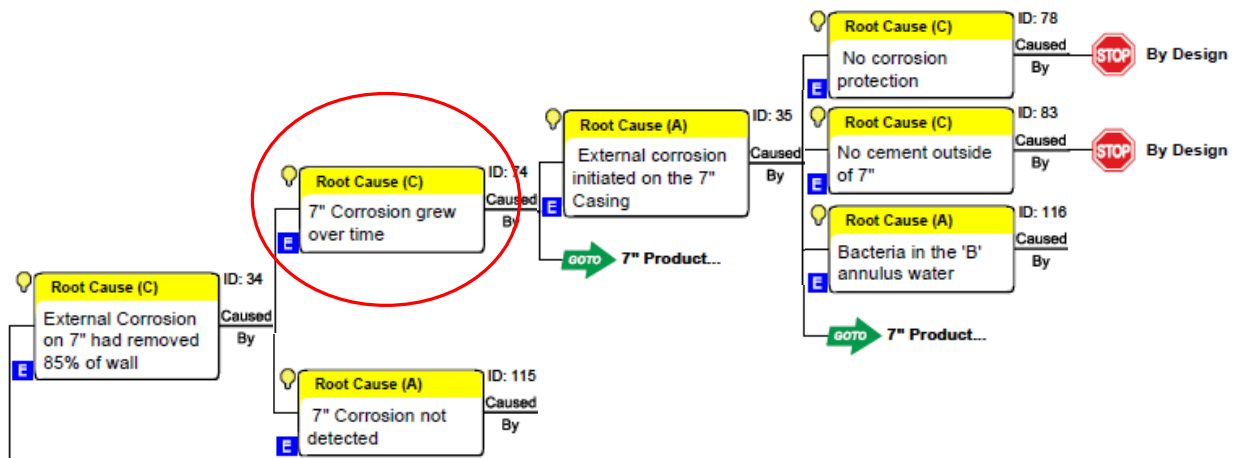 Root Cause (C)
ID: 78
No corrosion
protection
Caused
By
STOP
By Design
E
Root Cause (C)
ID: 83
No cement outside
of 7"
Caused
By
STOP
By Design
E
Root Cause (A)
ID: 116
Bacteria in the 'B'
annulus water
Caused
By
E
GOTO
7" Product...
Root Cause (A)
ID: 35
External corrosion
initiated on the 7"
Casing
Caused
By
E
GOTO
7" Product...
Root Cause (C)
ID: 74
7" Corrosion grew
over time
Caused
By
E
Root Cause (C)
ID: 34
External Corrosion
on 7" had removed
85% of wall
Caused
By
E
Root Cause (A)
ID: 115
7" Corrosion not
detected
Caused
By
E